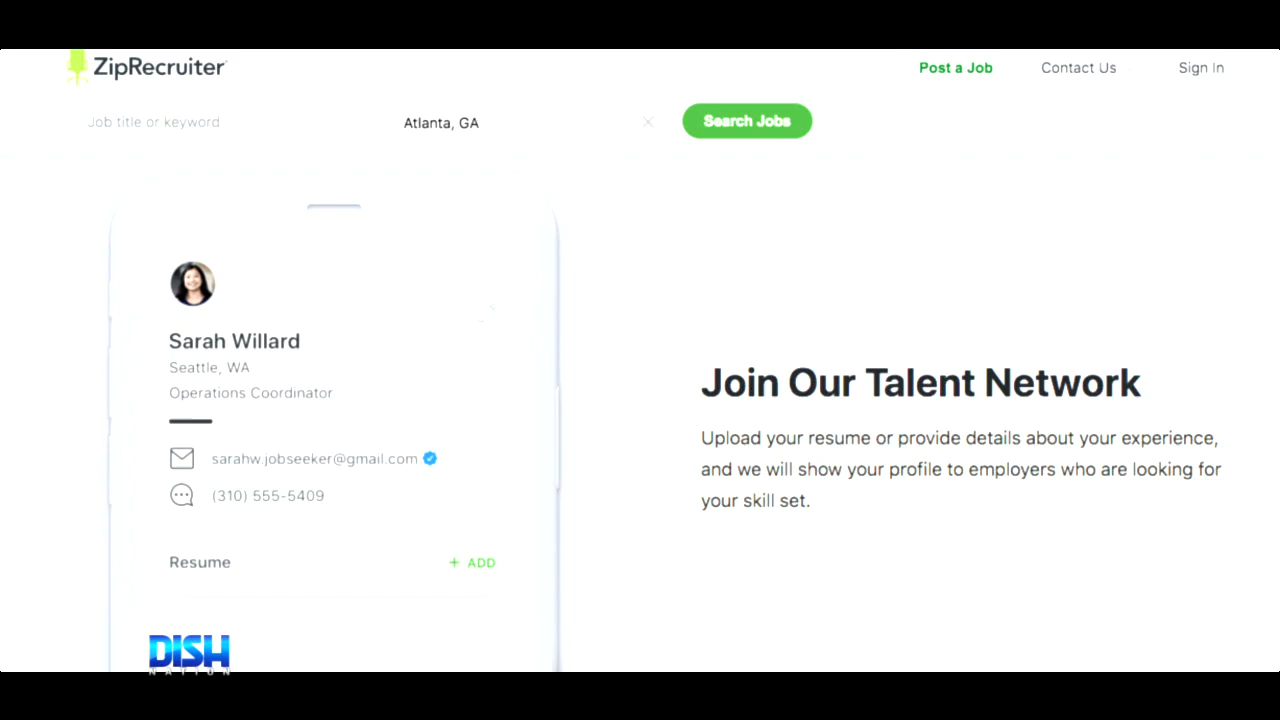 ZipRecruiter
Post a Job
Contact Us
Sign In
Job title or keyword
Atlanta, GA
Search Jobs
Sarah Willard
Seattle, WA
Operations Coordinator
sarahw.jobseeker@gmail.com
(310) 555-5409
Resume
+ ADD
Join Our Talent Network
Upload your resume or provide details about your experience,
and we will show your profile to employers who are looking for
your skill set.
DISH
NATION